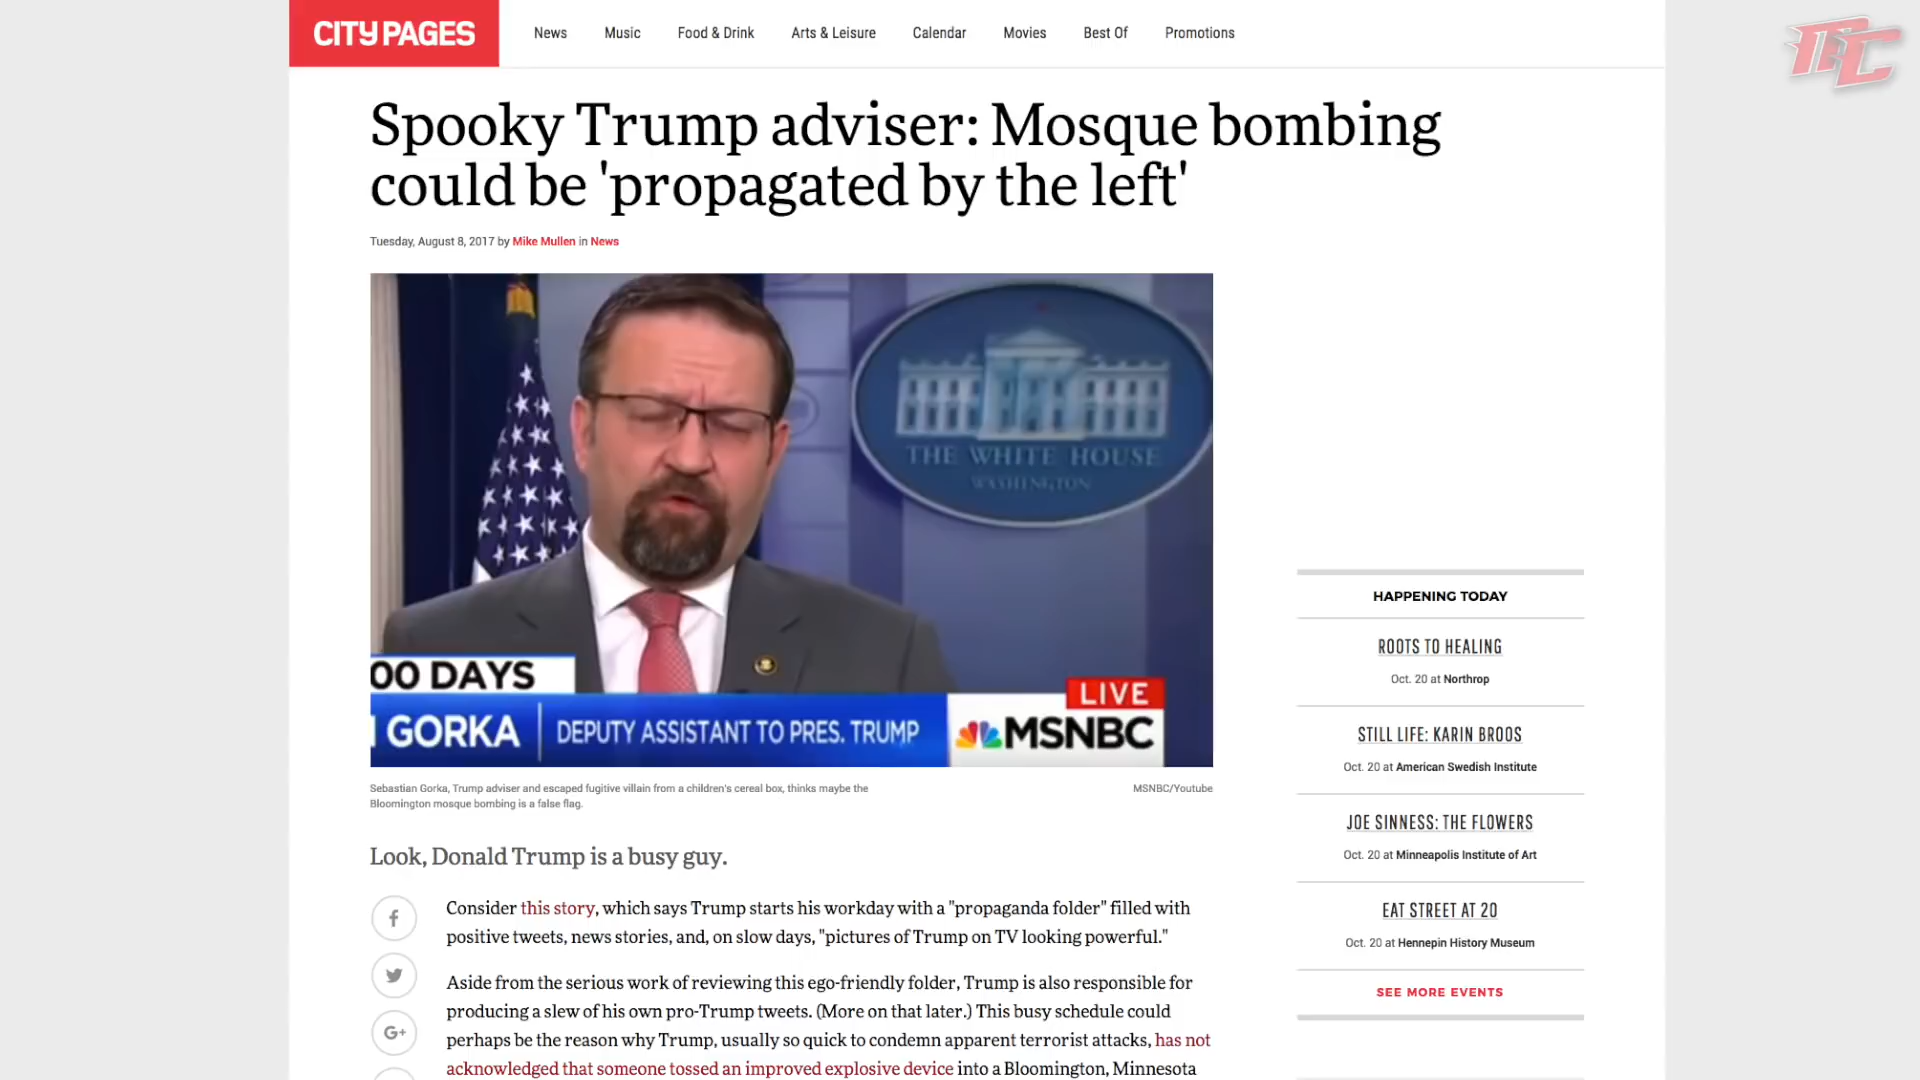 CITY PAGES
News Music Food & Drink Arts & Leisure Calendar Movies Best Of Promotions
Spooky Trump adviser: Mosque bombing
could be 'propagated by the left'
Tuesday, August 8, 2017 by Mike Mullen in News
THE WHITE HOUSE
WASHINGTON
00 DAYS
GORKA
DEPUTY ASSISTANT TO PRES. TRUMP
LIVE
MSNBC
Sebastian Gorka, Trump adviser and escaped fugitive villain from a children's cereal box, thinks maybe the
Bloomington mosque bombing is a false flag.
MSNBC/Youtube
Look, Donald Trump is a busy guy.
Consider this story, which says Trump starts his workday with a "propaganda folder" filled with
positive tweets, news stories, and, on slow days, "pictures of Trump on TV looking powerful."
Aside from the serious work of reviewing this ego-friendly folder, Trump is also responsible for
producing a slew of his own pro-Trump tweets. (More on that later.) This busy schedule could
perhaps be the reason why Trump, usually so quick to condemn apparent terrorist attacks, has not
acknowledged that someone tossed an improved explosive device into a Bloomington, Minnesota
G+
HAPPENING TODAY
ROOTS TO HEALING
Oct. 20 at Northrop
STILL LIFE: KARIN BROOS
Oct. 20 at American Swedish Institute
JOE SINNESS: THE FLOWERS
Oct. 20 at Minneapolis Institute of Art
EAT STREET AT 20
Oct. 20 at Hennepin History Museum
SEE MORE EVENTS